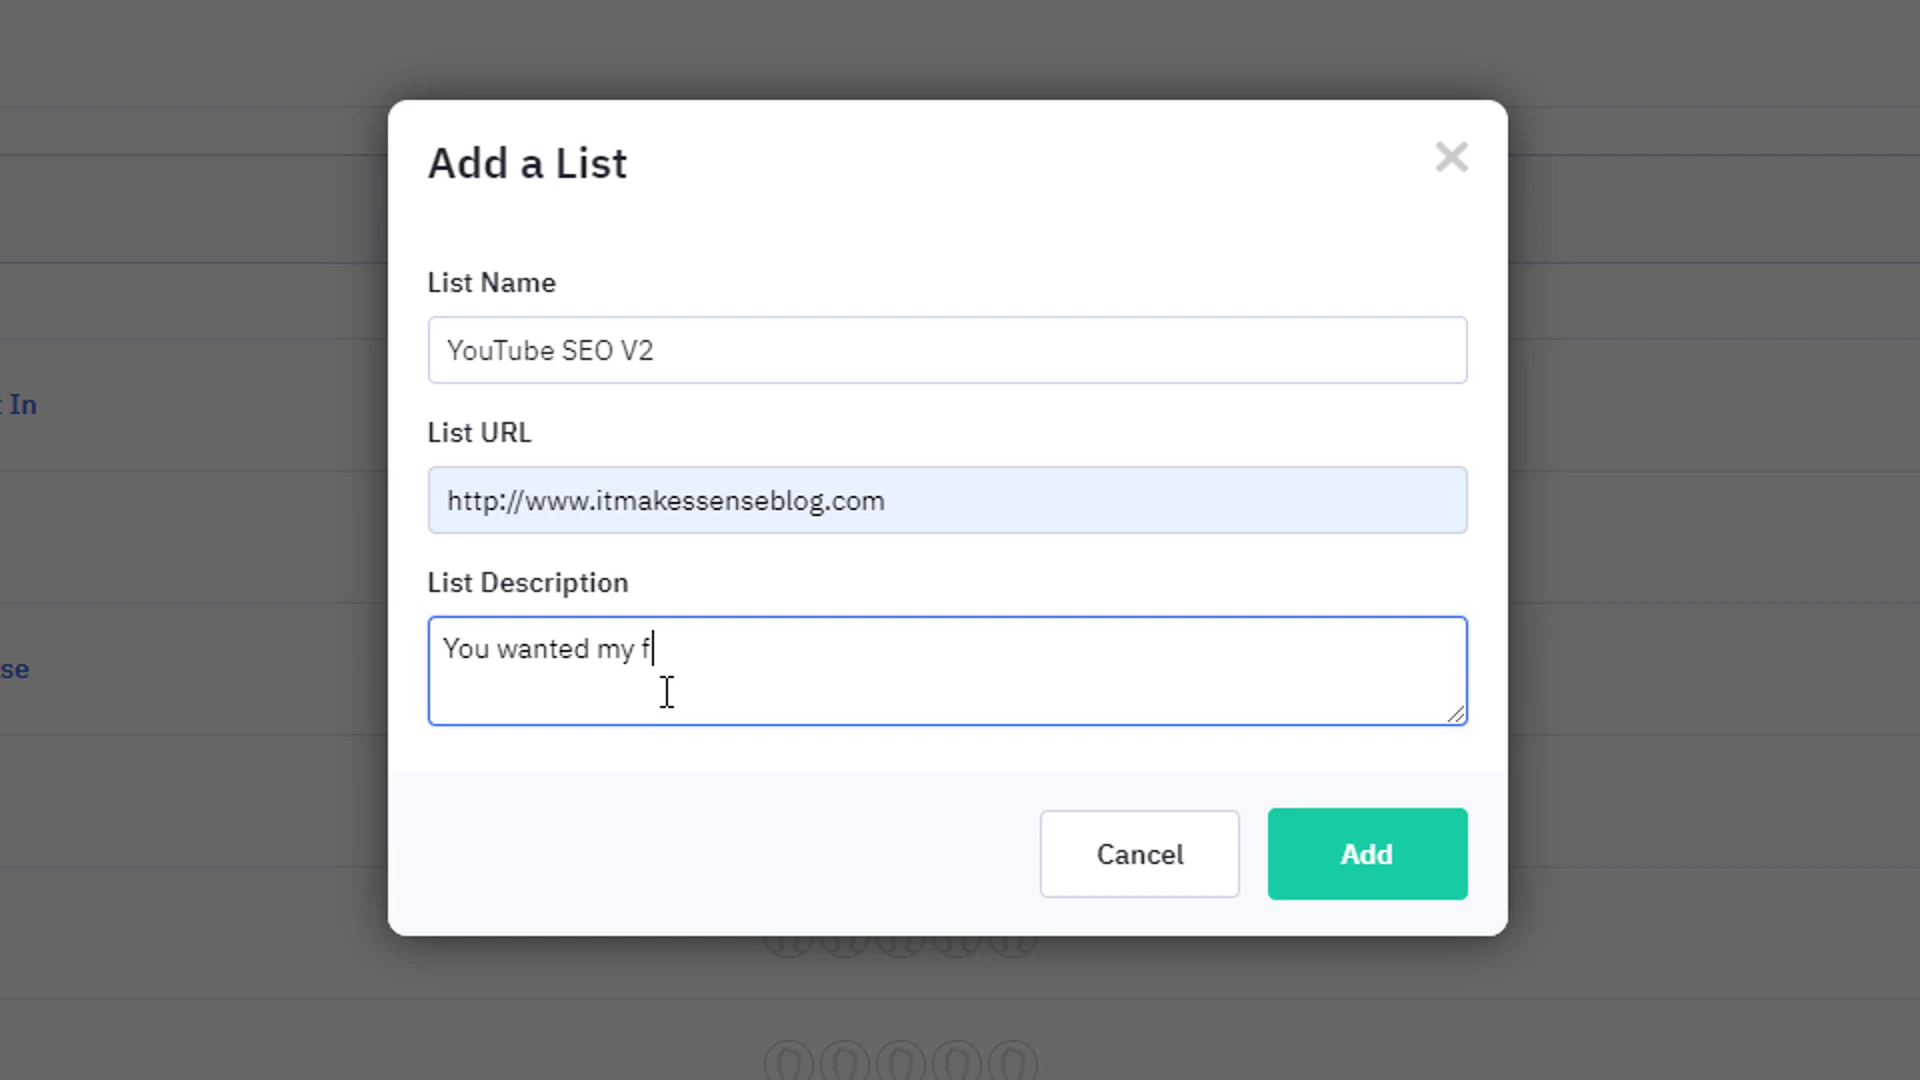 Add a List
List Name
YouTube SEO V2
In
List URL
http://www.itmakessenseblog.com
List Description
You wanted my f
se
Cancel
Add